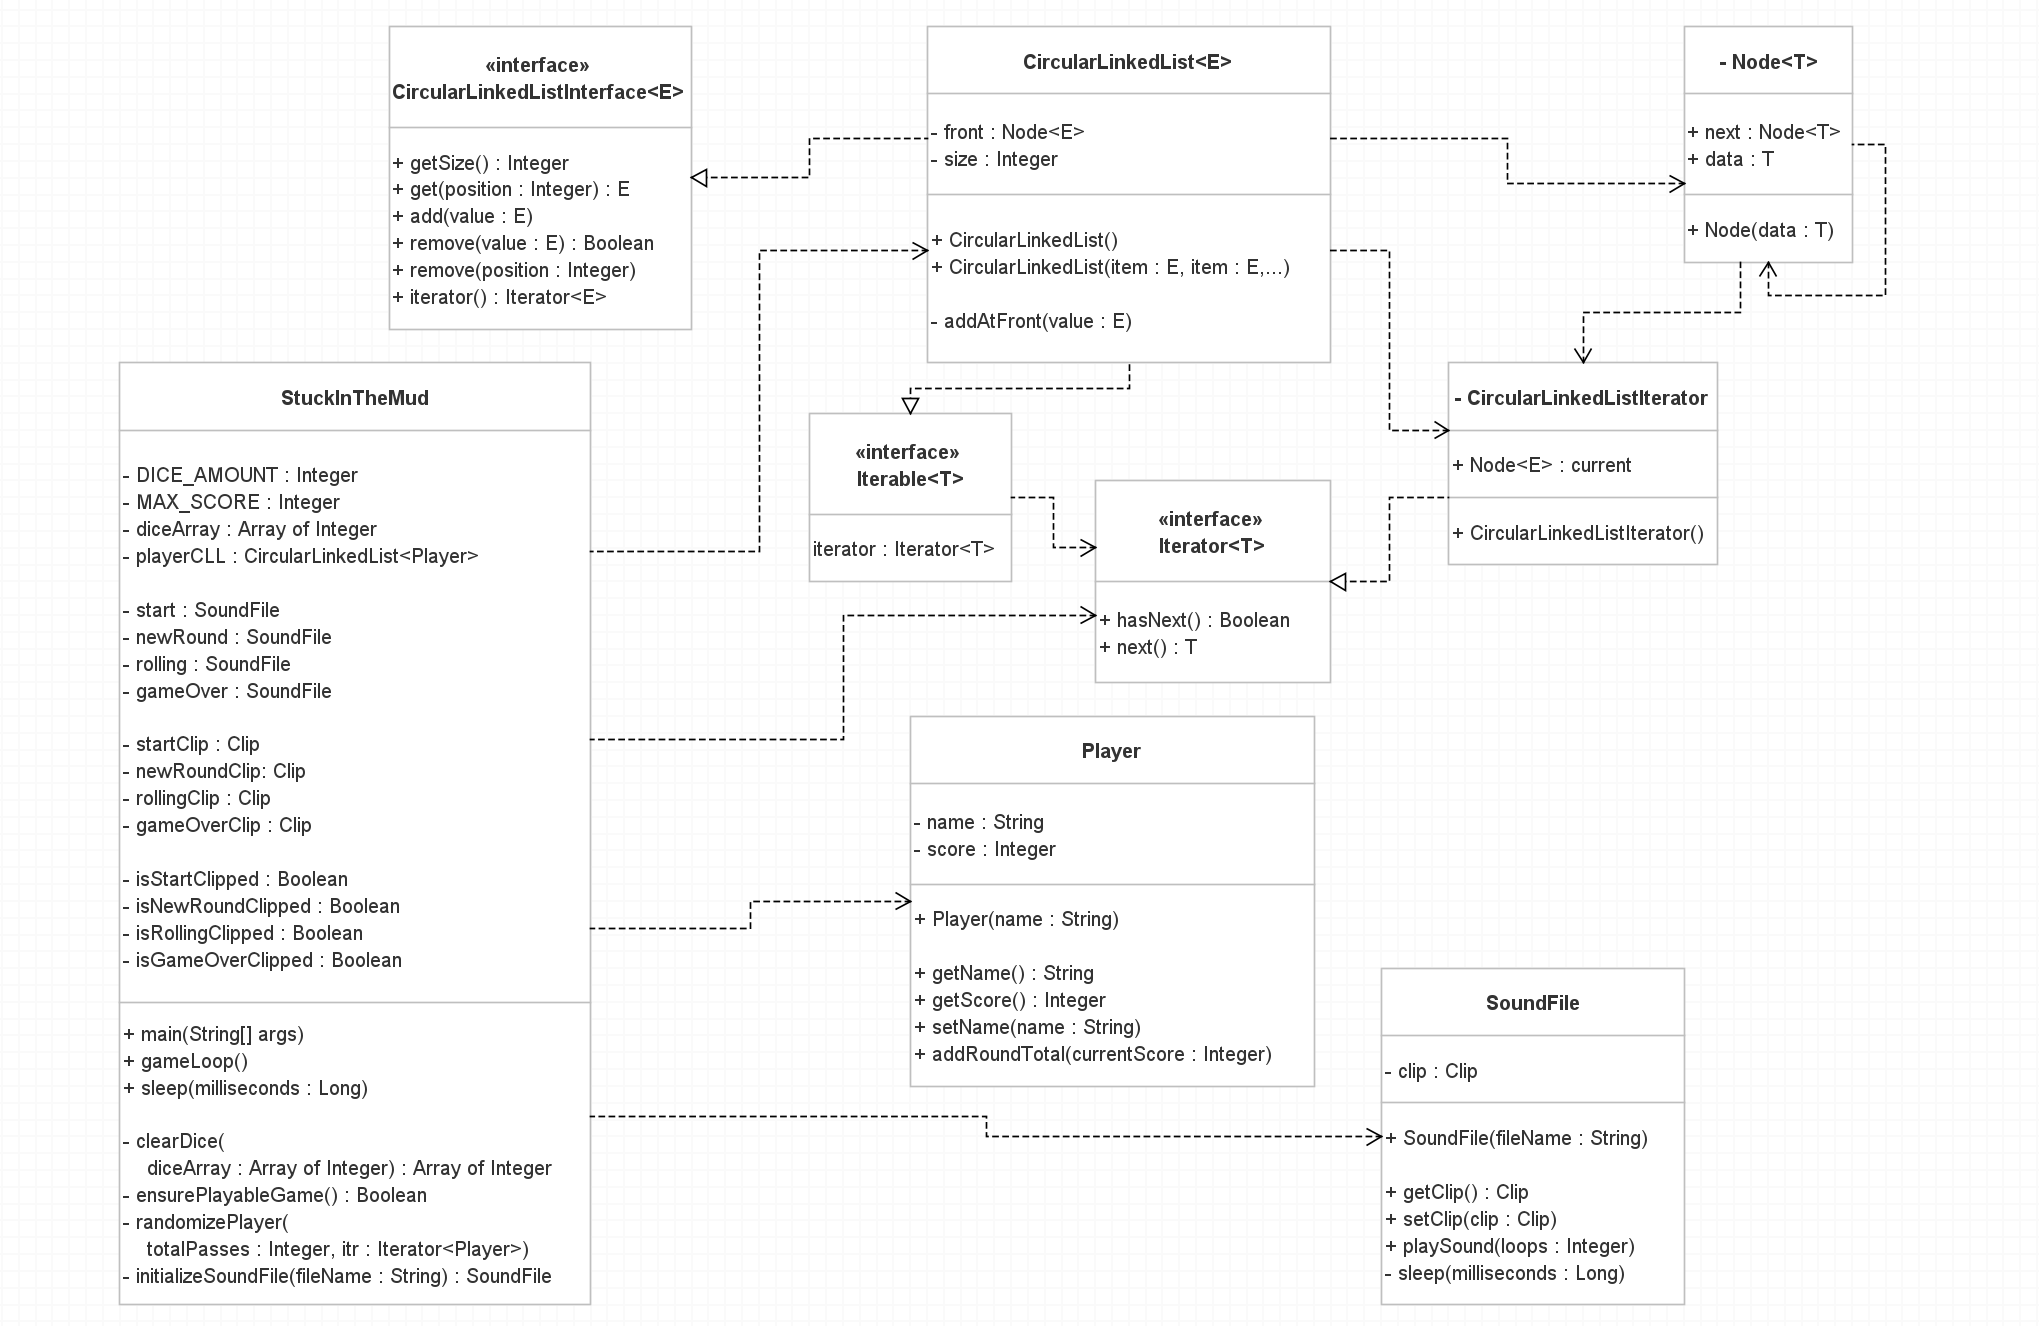 «interface»
CircularLinkedListInterface<E>
+ getSize() : Integer
+ get(position : Integer) : E
+ add(value : E)
+ remove(value : E) : Boolean
+ remove(position : Integer)
+ iterator() : Iterator<E>
CircularLinkedList<E>
- front : Node<E>
- size : Integer
+ CircularLinkedList()
+ CircularLinkedList(item : E, item : E,...)
- addAtFront(value : E)
- Node<T>
+ next : Node<T>
+ data : T
+ Node(data : T)
StuckInTheMud
- DICE_AMOUNT : Integer
- MAX_SCORE : Integer
- diceArray : Array of Integer
- playerCLL : CircularLinkedList<Player>
- start : SoundFile
- newRound : SoundFile
- rolling : SoundFile
- gameOver : SoundFile
- startClip : Clip
- newRoundClip: Clip
- rollingClip : Clip
- gameOverClip : Clip
- isStartClipped : Boolean
- isNewRoundClipped : Boolean
- isRollingClipped : Boolean
- isGameOverClipped : Boolean
+ main(String[] args)
+ gameLoop()
+ sleep(milliseconds : Long)
- clearDice(
diceArray : Array of Integer) : Array of Integer
- ensurePlayableGame() : Boolean
- randomizePlayer(
totalPasses : Integer, itr : Iterator<Player>)
- initializeSoundFile(fileName : String) : SoundFile
«interface»
Iterable<T>
iterator : Iterator<T>
«interface»
Iterator<T>
+ hasNext() : Boolean
+ next() : T
- CircularLinkedListIterator
+ Node<E> : current
+ CircularLinkedListIterator()
Player
- name : String
- score : Integer
+ Player(name : String)
+ getName() : String
+ getScore() : Integer
+ setName(name : String)
+ addRoundTotal(currentScore : Integer)
SoundFile
- clip : Clip
+ SoundFile(fileName : String)
+ getClip() : Clip
+ setClip(clip : Clip)
+ playSound(loops : Integer)
- sleep(milliseconds : Long)